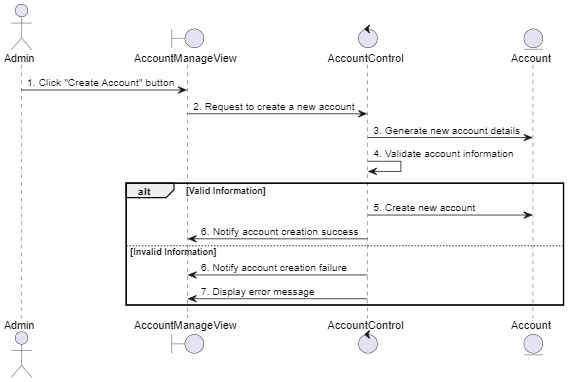 Admin AccountManageView AccountControl Account
1. Click "Create Account" button
2. Request to create a new account
3. Generate new account details
4. Validate account information
alt [Valid Information]
5. Create new account
6. Notify account creation success
[Invalid Information]
6. Notify account creation failure
7. Display error message
Admin AccountManageView AccountControl Account